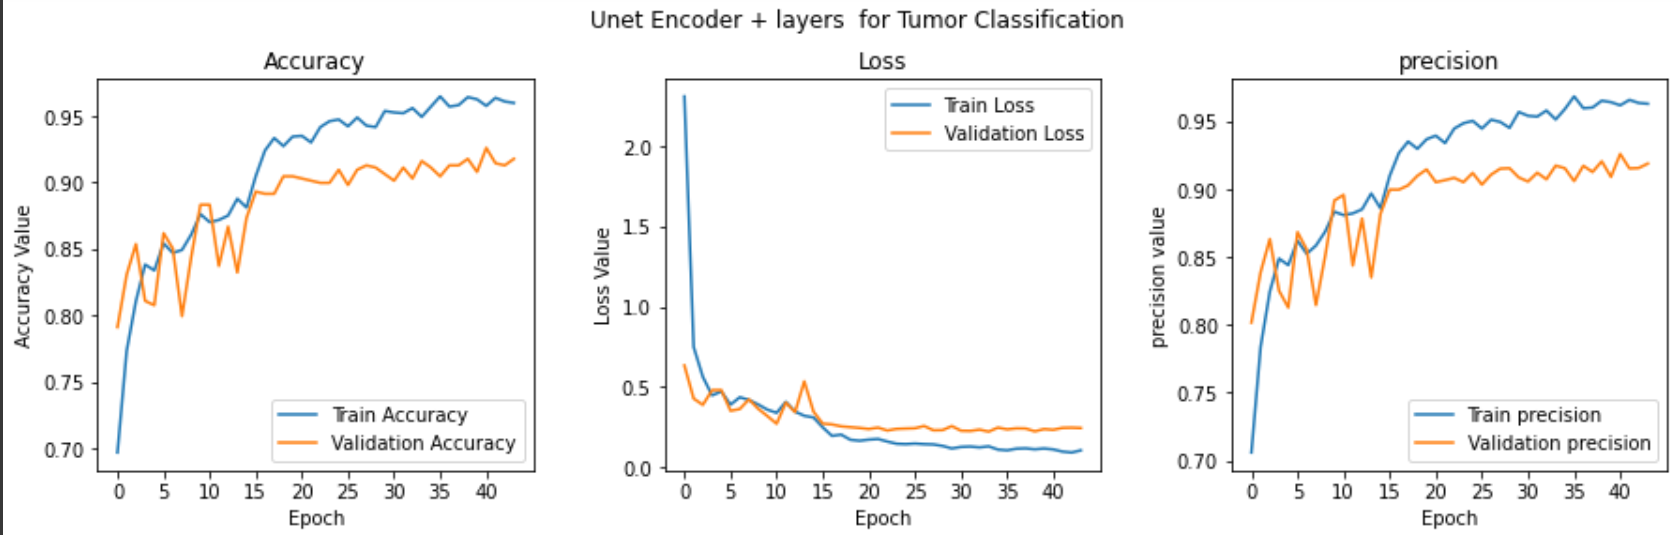 Unet Encoder + layers  for Tumor Classification
Accuracy
Accuracy Value
0.95
0.90
0.85
0.80
0.75
0.70
Train Accuracy
Validation Accuracy
0 5 10 15 20 25 30 35 40
Epoch
Loss
Loss Value
2.0
1.5
1.0
0.5
0.0
Train Loss
Validation Loss
0 5 10 15 20 25 30 35 40
Epoch
precision
precision value
0.95
0.90
0.85
0.80
0.75
0.70
Train precision
Validation precision
0 5 10 15 20 25 30 35 40
Epoch